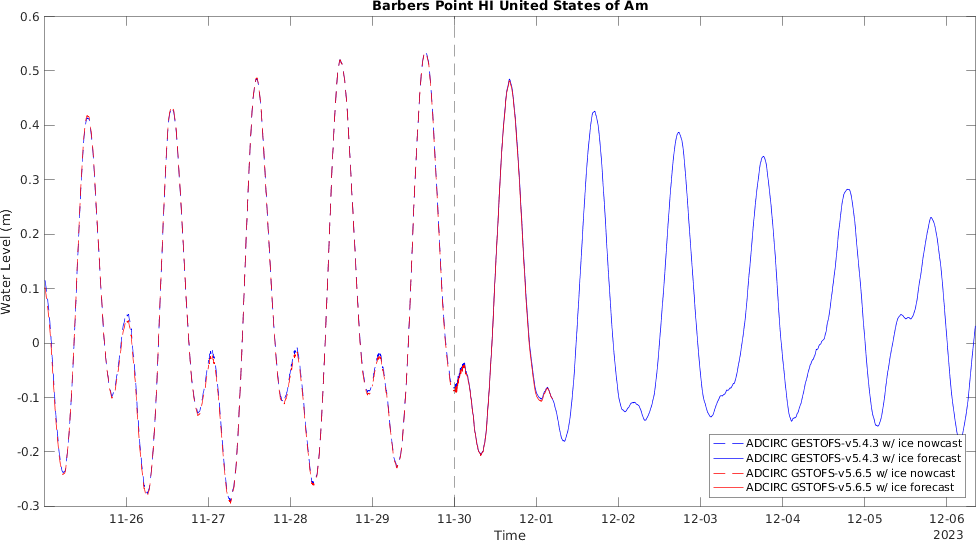 Barbers Point HI United States of Am
0.6
0.5
0.4
0.3
0.2
0.1
0
-0.1
-0.2
-0.3
Water Level (m)
11-26 11-27 11-28 11-29 11-30 12-01 12-02 12-03 12-04 12-05 12-06
2023
Time
ADCIRC GESTOFS-v5.4.3 w/ ice nowcast
ADCIRC GESTOFS-v5.4.3 w/ ice forecast
ADCIRC GSTOFS-v5.6.5 w/ ice nowcast
ADCIRC GSTOFS-v5.6.5 w/ ice forecast